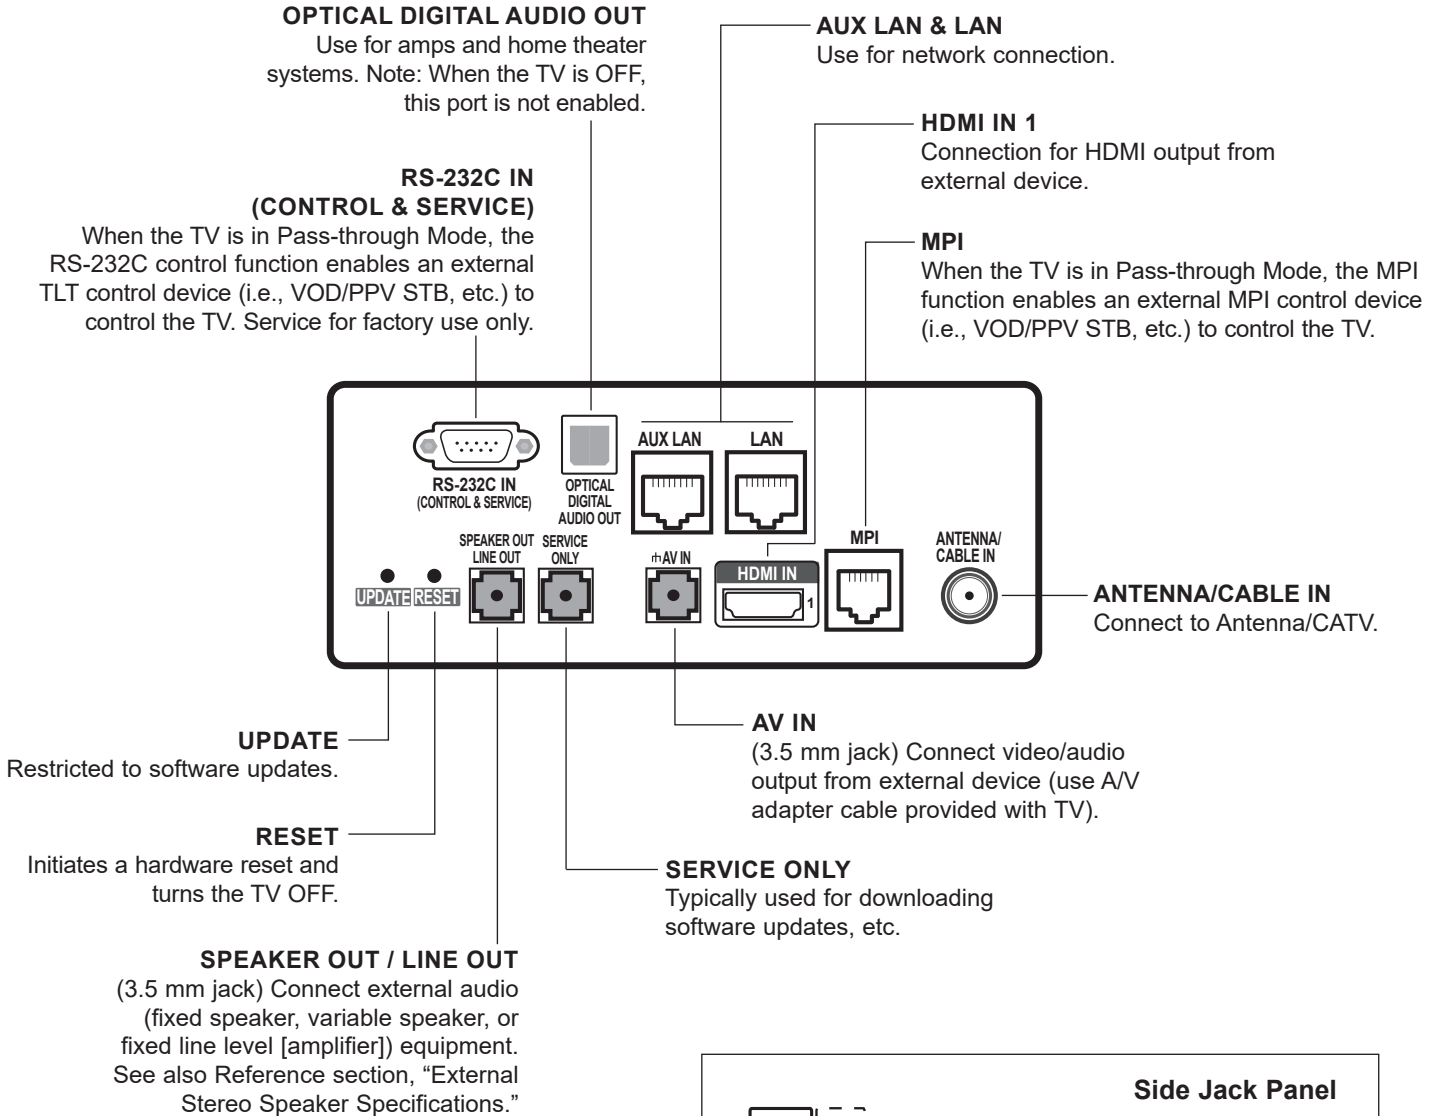 OPTICAL DIGITAL AUDIO OUT
Use for amps and home theater
systems. Note: When the TV is OFF,
this port is not enabled.
AUX LAN & LAN
Use for network connection.
HDMI IN 1
Connection for HDMI output from
external device.
RS-232C IN
(CONTROL & SERVICE)
When the TV is in Pass-through Mode, the
RS-232C control function enables an external
TLT control device (i.e., VOD/PPV STB, etc.) to
control the TV. Service for factory use only.
MPI
When the TV is in Pass-through Mode, the MPI
function enables an external MPI control device
(i.e., VOD/PPV STB, etc.) to control the TV.
AUX LAN
LAN
RS-232C IN
(CONTROL & SERVICE)
OPTICAL
DIGITAL
AUDIO OUT
SPEAKER OUT
LINE OUT
SERVICE
ONLY
AV IN
HDMI IN
1
MPI
ANTENNA/
CABLE IN
UPDATE
RESET
ANTENNA/CABLE IN
Connect to Antenna/CATV.
UPDATE
Restricted to software updates.
AV IN
(3.5 mm jack) Connect video/audio
output from external device (use A/V
adapter cable provided with TV).
RESET
Initiates a hardware reset and
turns the TV OFF.
SERVICE ONLY
Typically used for downloading
software updates, etc.
SPEAKER OUT / LINE OUT
(3.5 mm jack) Connect external audio
(fixed speaker, variable speaker, or
fixed line level [amplifier]) equipment.
See also Reference section, “External
Stereo Speaker Specifications.”
Side Jack Panel